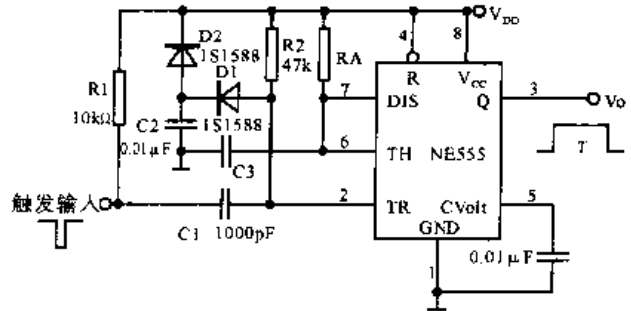 V_DD
D2
1S1588
R2
47k
RA
4
8
R1
10kΩ
D1
1S1588
7
R
V_CC
DIS
Q
3
Vo
C2
0.01μF
C3
6
TH
NE555
T
触发输入
C1
1000pF
2
TR
CVolt
5
GND
1
0.01μF